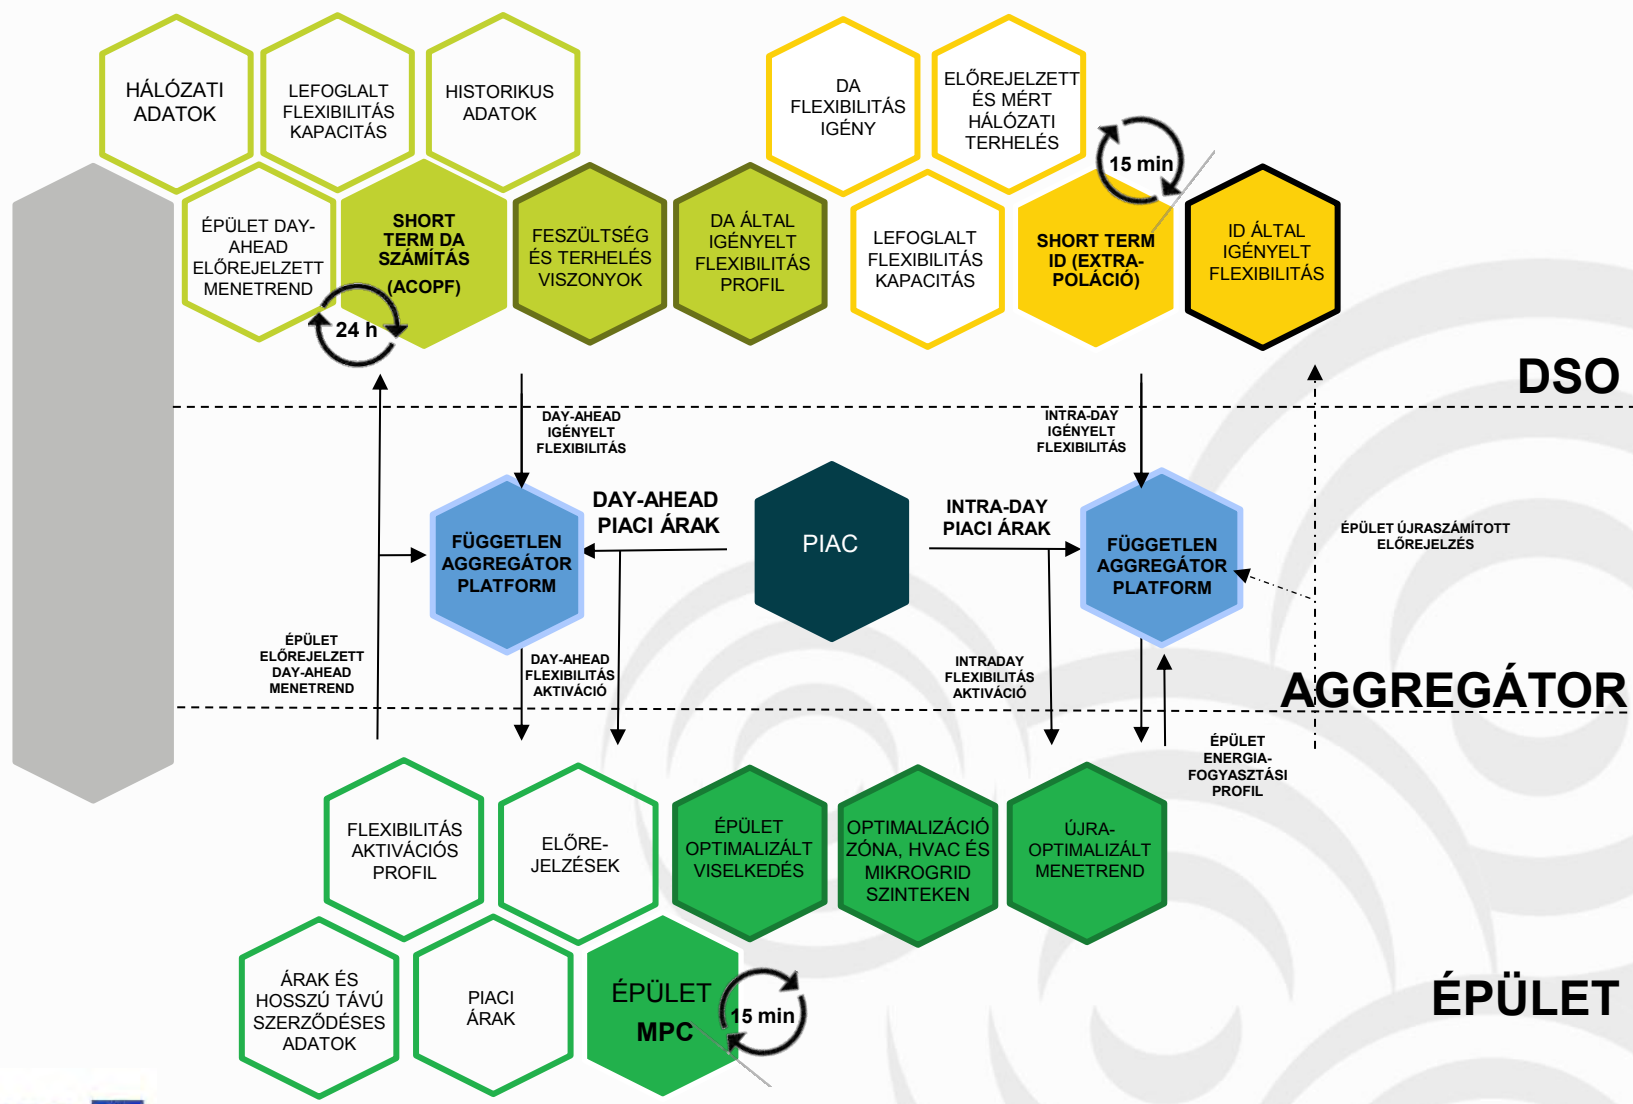 HÁLÓZATI
ADATOK
LEFOGLALT
FLEXIBILITÁS
KAPACITÁS
HISTORIKUS
ADATOK
DA
FLEXIBILITÁS
IGÉNY
ELŐREJELZETT
ÉS MÉRT
HÁLÓZATI
TERHELÉS
15 min
ÉPÜLET DAY-
AHEAD
ELŐREJELZETT
MENETREND
24 h
SHORT
TERM DA
SZÁMÍTÁS
(ACOPF)
FESZÜLTSÉG
ÉS TERHELÉS
VISZONYOK
DA ÁLTAL
IGÉNYELT
FLEXIBILITÁS
PROFIL
LEFOGLALT
FLEXIBILITÁS
KAPACITÁS
SHORT TERM
ID (EXTRA-
POLÁCIÓ)
ID ÁLTAL
IGÉNYELT
FLEXIBILITÁS
DSO
DAY-AHEAD
IGÉNYELT
FLEXIBILITÁS
INTRA-DAY
IGÉNYELT
FLEXIBILITÁS
FÜGGETLEN
AGGREGÁTOR
PLATFORM
DAY-AHEAD
PIACI ÁRAK
PIAC
INTRA-DAY
PIACI ÁRAK
FÜGGETLEN
AGGREGÁTOR
PLATFORM
ÉPÜLET ÚJRASZÁMÍTOTT
ELŐREJELZÉS
ÉPÜLET
ELŐREJELZETT
DAY-AHEAD
MENETREND
DAY-AHEAD
FLEXIBILITÁS
AKTIVÁCIÓ
INTRADAY
FLEXIBILITÁS
AKTIVÁCIÓ
AGGREGÁTOR
ÉPÜLET
ENERGIA-
FOGYASZTÁSI
PROFIL
FLEXIBILITÁS
AKTIVÁCIÓS
PROFIL
ELŐRE-
JELZÉSEK
ÉPÜLET
OPTIMALIZÁLT
VISELKEDÉS
OPTIMALIZÁCIÓ
ZÓNA, HVAC ÉS
MIKROGRID
SZINTEKEN
ÚJRA-
OPTIMALIZÁLT
MENETREND
ÁRAK ÉS
HOSSZÚ TÁVÚ
SZERZŐDÉSES
ADATOK
PIACI
ÁRAK
ÉPÜLET
MPC
15 min
ÉPÜLET